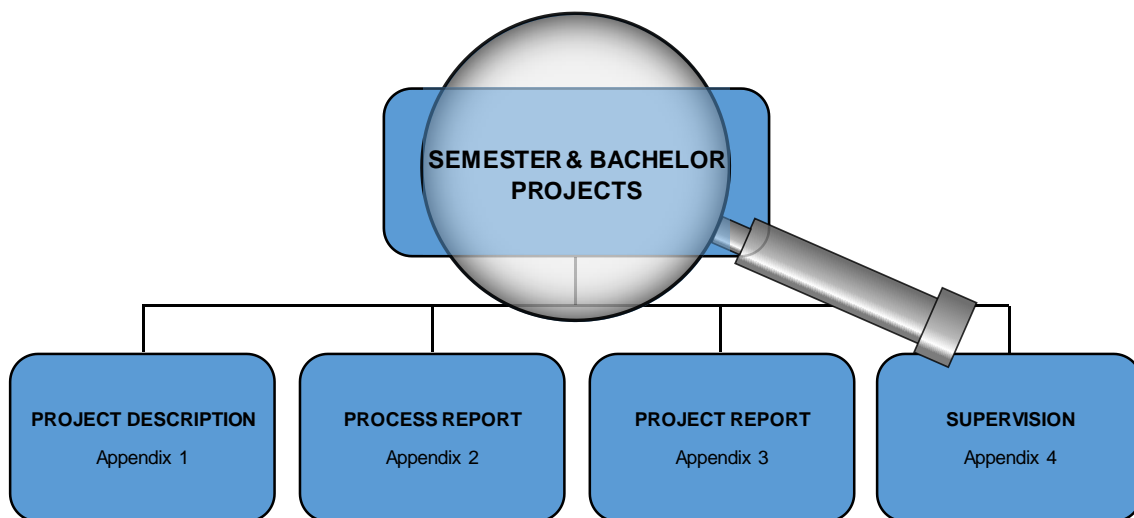 SEMESTER & BACHELOR
PROJECTS
PROJECT DESCRIPTION
Appendix 1
PROCESS REPORT
Appendix 2
PROJECT REPORT
Appendix 3
SUPERVISION
Appendix 4